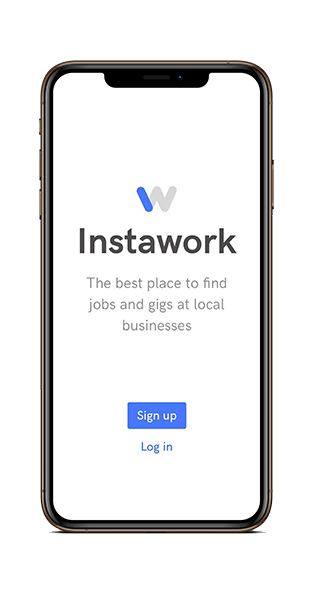 Instawork
The best place to find
jobs and gigs at local
businesses
Sign up
Log in